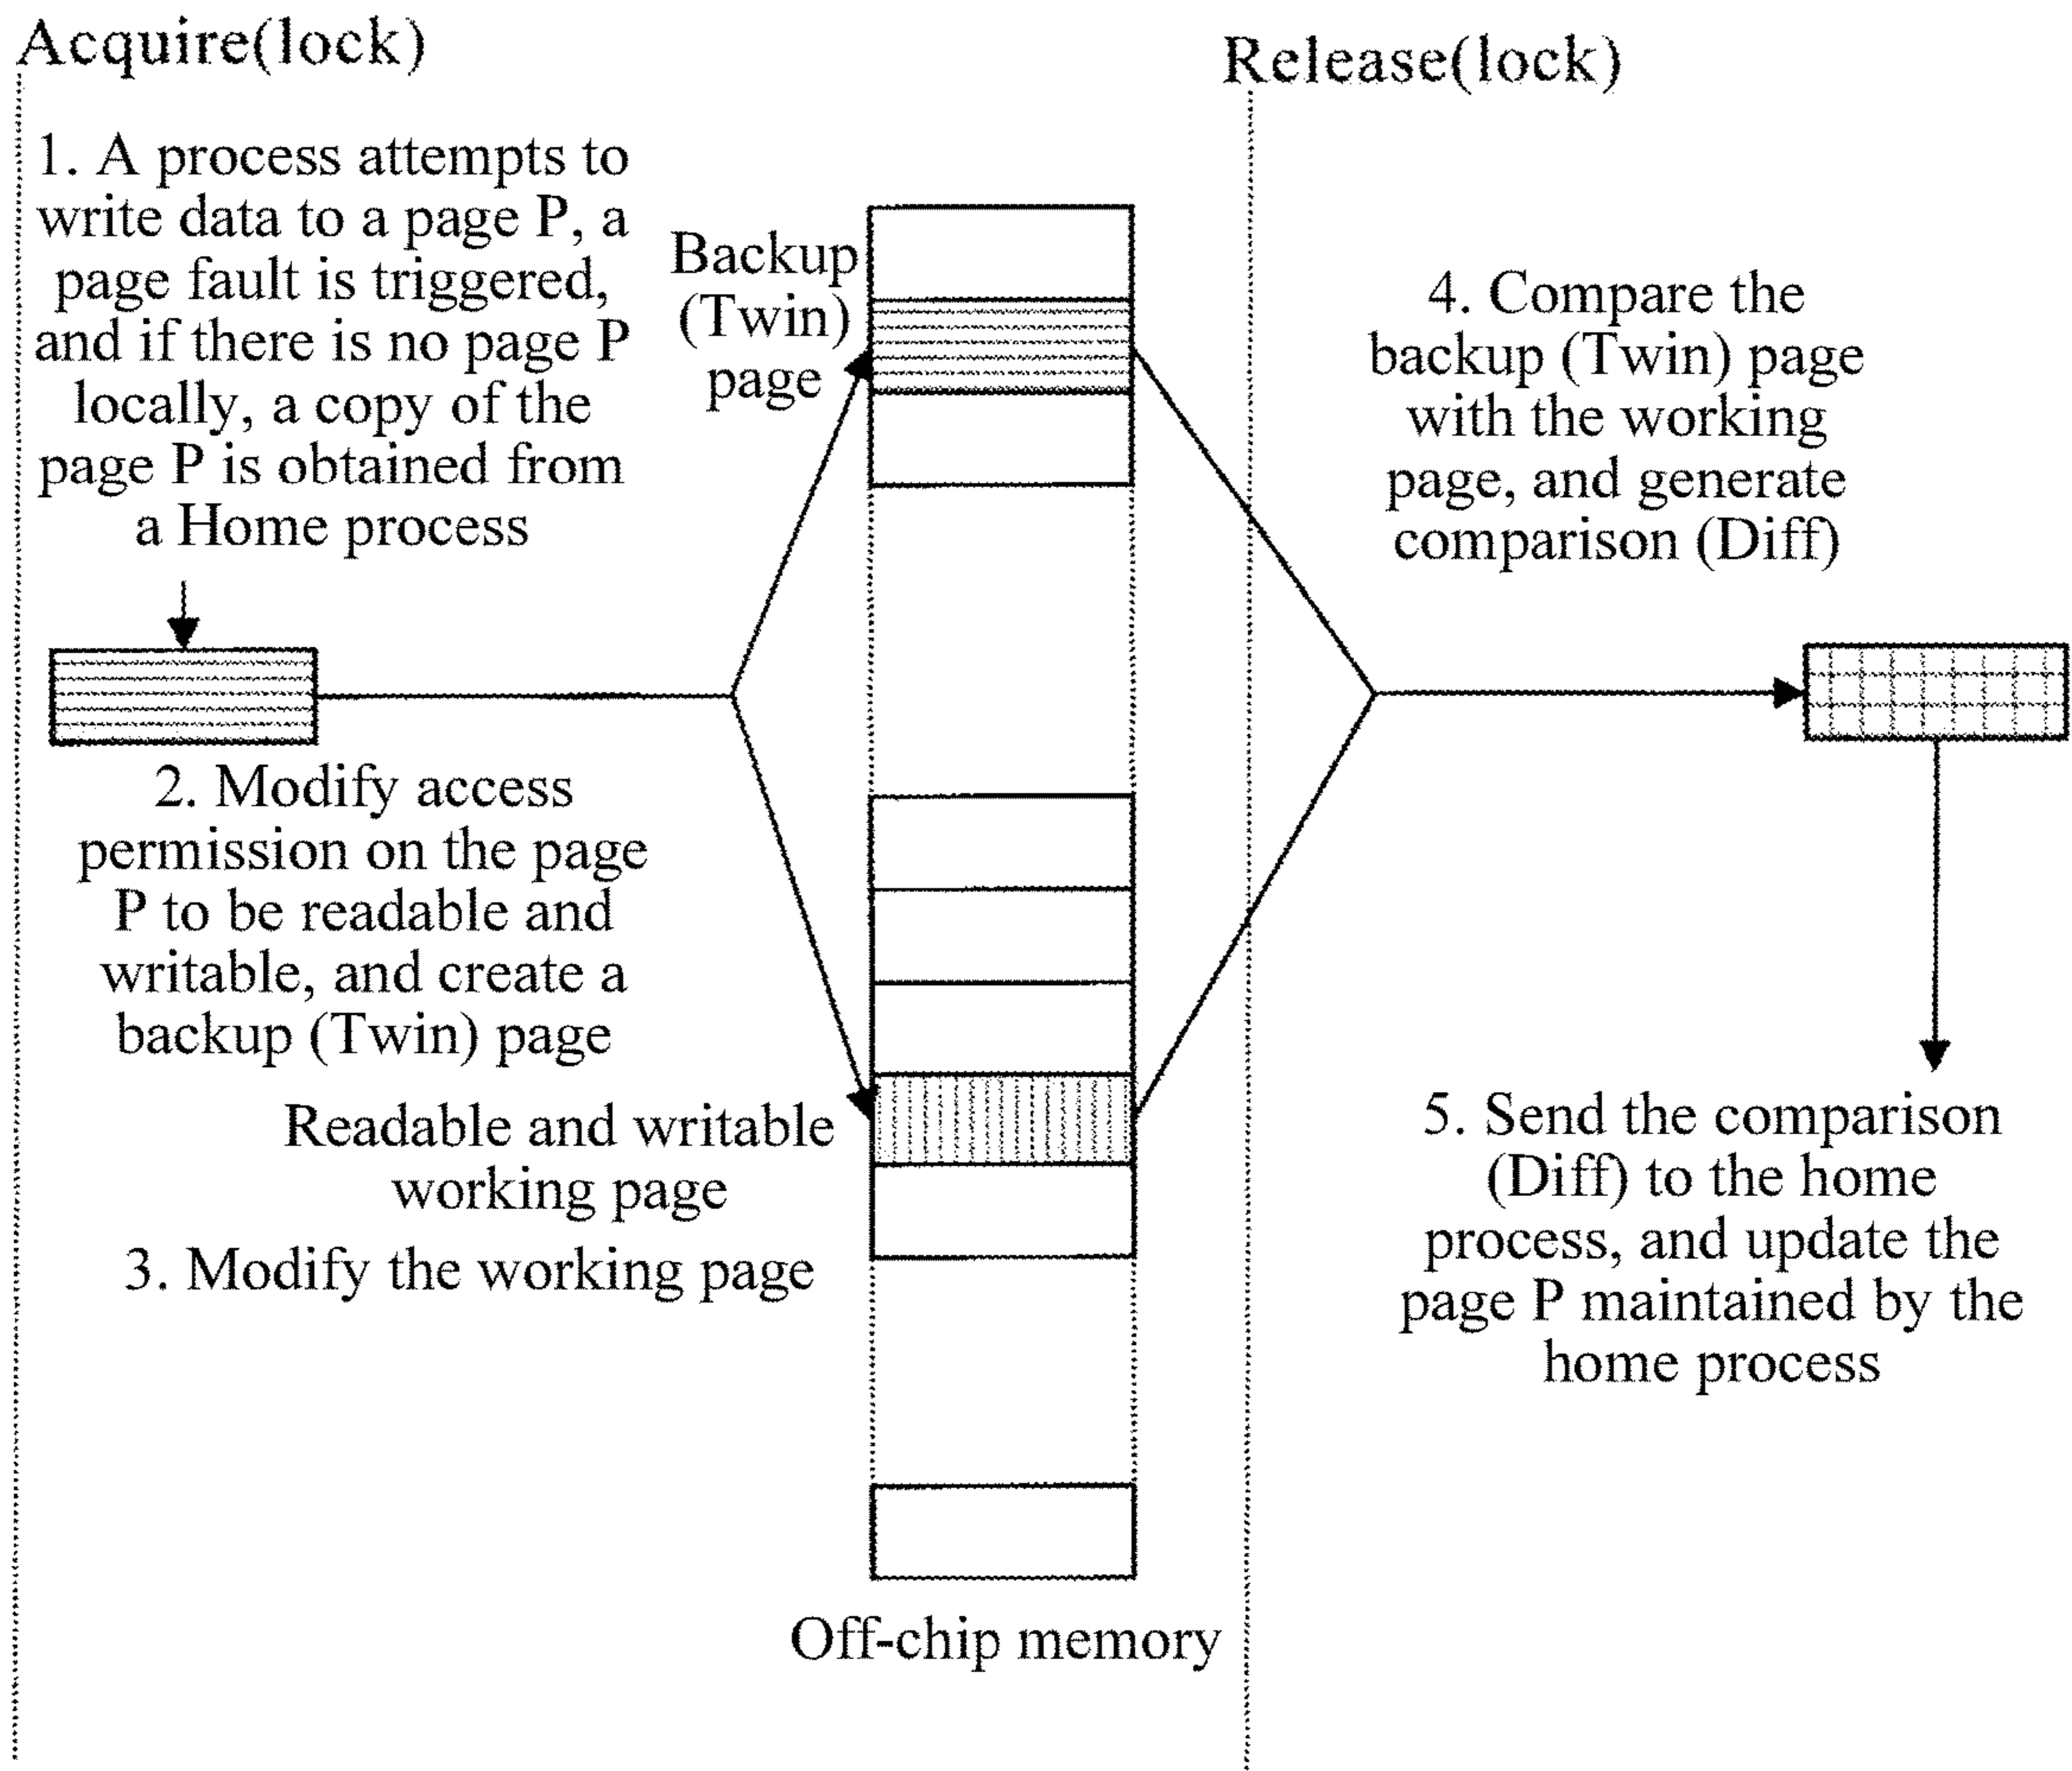 Acquire(lock)
Release(lock)
1. A process attempts to
write data to a page P, a
page fault is triggered,
and if there is no page P
locally, a copy of the
page P is obtained from
a Home process
Backup
(Twin)
page
4. Compare the
backup (Twin) page
with the working
page, and generate
comparison (Diff)
2. Modify access
permission on the page
P to be readable and
writable, and create a
backup (Twin) page
Readable and writable
working page
3. Modify the working page
5. Send the comparison
(Diff) to the home
process, and update the
page P maintained by the
home process
Off-chip memory